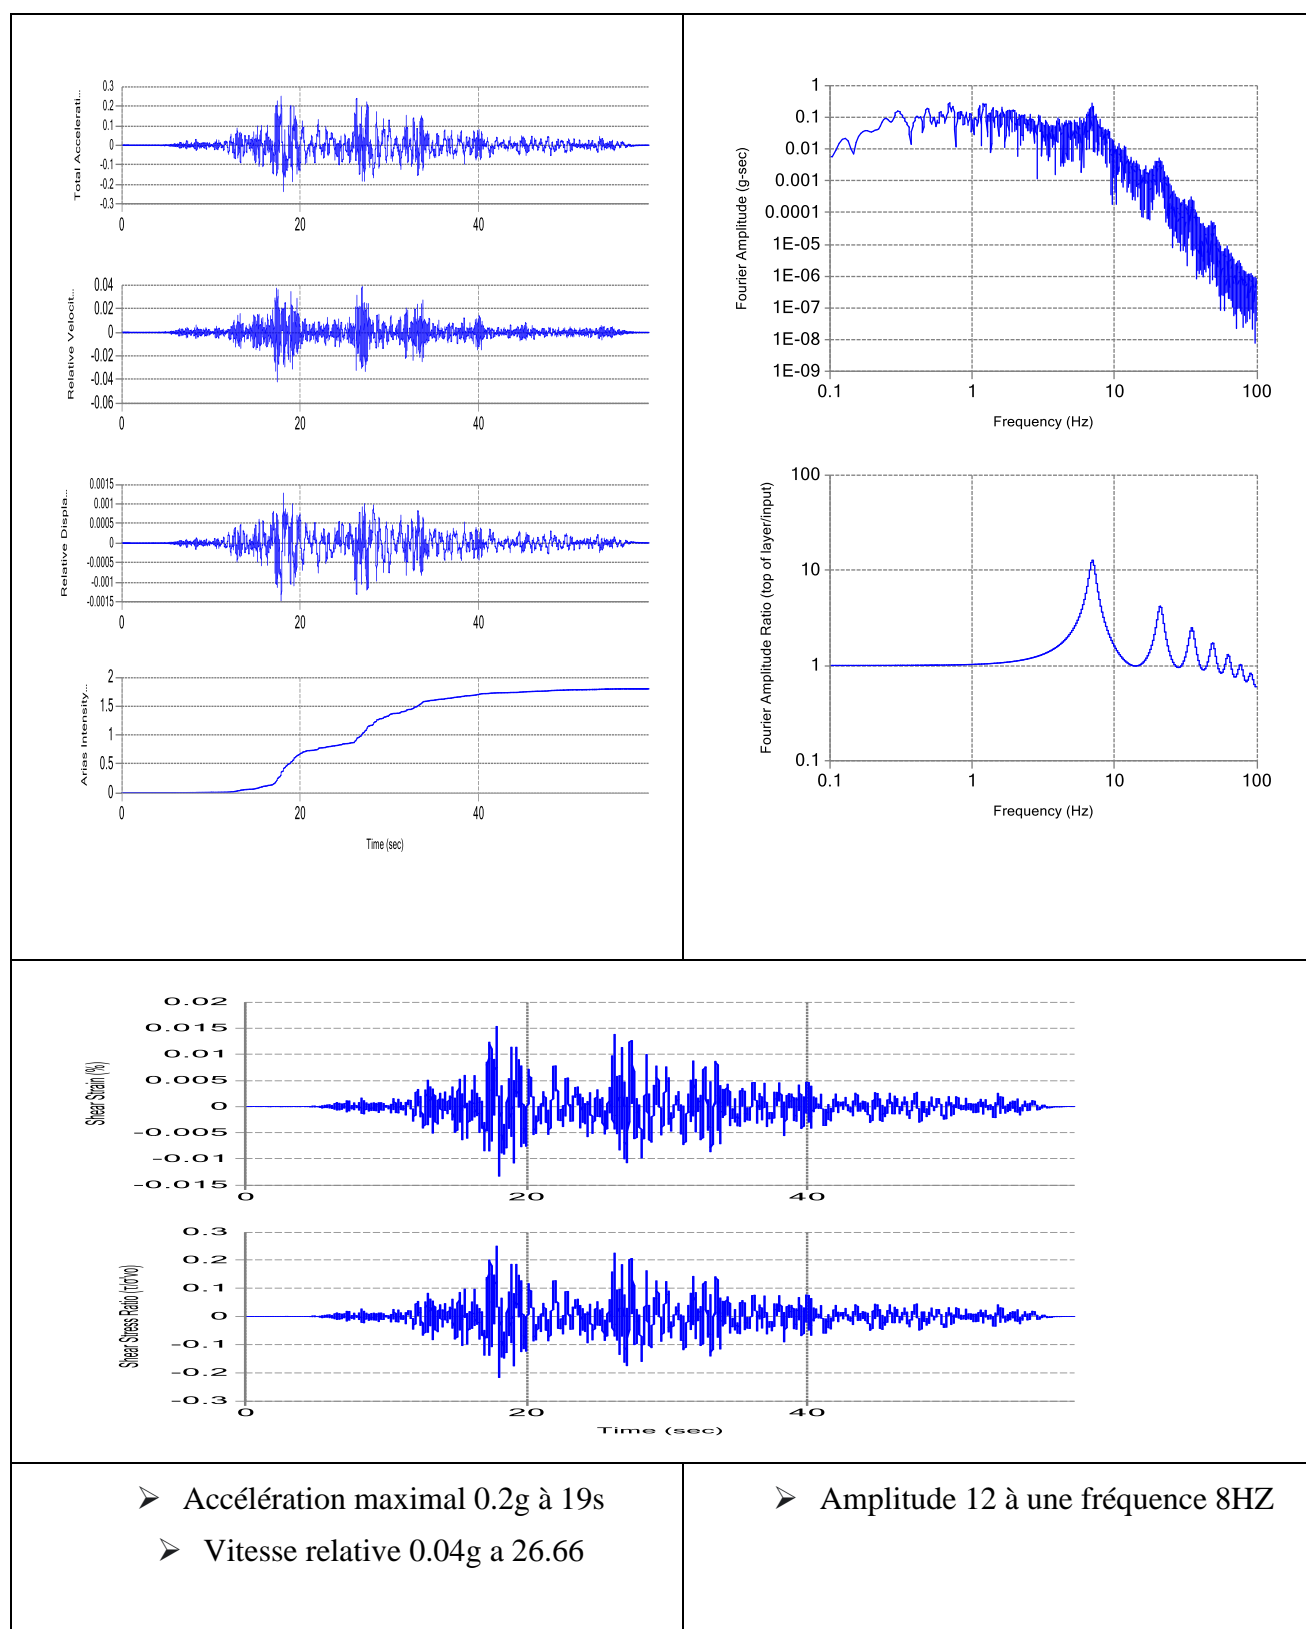 Total Accelerati...
0.3
0.2
0.1
0
-0.1
-0.2
-0.3
0 20 40
Relative Velocit...
0.04
0.02
0
-0.02
-0.04
-0.06
0 20 40
Relative Displa...
0.0015
0.001
0.0005
0
-0.0005
-0.001
-0.0015
0 20 40
Arias Intensity...
2
1.5
1
0.5
0
0 20 40
Time (sec)
Fourier Amplitude (g-sec)
1
0.1
0.01
0.001
0.0001
1E-05
1E-06
1E-07
1E-08
1E-09
0.1 1 10 100
Frequency (Hz)
Fourier Amplitude Ratio (top of layer/input)
100
10
1
0.1
0.1 1 10 100
Frequency (Hz)
Shear Strain (%)
0.02
0.015
0.01
0.005
0
-0.005
-0.01
-0.015
0 20 40
Shear Stress Ratio (τ/σ'vo)
0.3
0.2
0.1
0
-0.1
-0.2
-0.3
0 20 40
Time (sec)
➢ Accélération maximal 0.2g à 19s
➢ Vitesse relative 0.04g a 26.66
➢ Amplitude 12 à une fréquence 8HZ